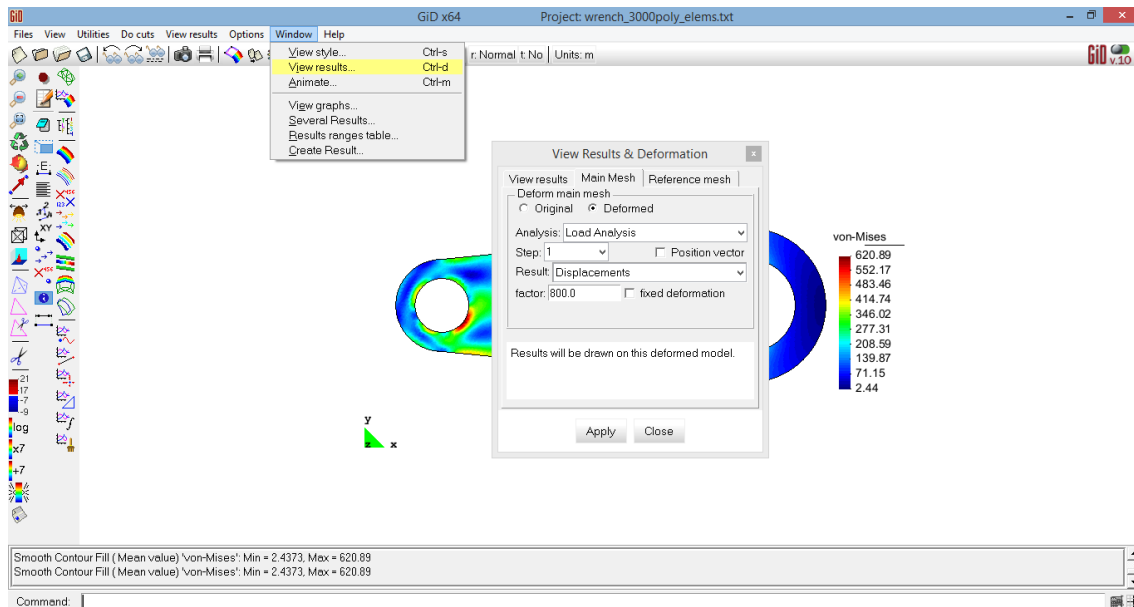 GiD
GiD x64 Project: wrench_3000poly_elems.txt
Files View Utilities Do cuts View results Options Window Help
r: Normal t: No Units: m
GiD v.10
View style... Ctrl-s
View results... Ctrl-d
Animate... Ctrl-m
View graphs...
Several Results...
Results ranges table...
Create Result...
View Results & Deformation x
View results Main Mesh Reference mesh
Deform main mesh
Original Deformed
Analysis: Load Analysis
Step: 1 Position vector
Result: Displacements
factor: 800.0 fixed deformation
Results will be drawn on this deformed model.
Apply Close
von-Mises
620.89
552.17
483.46
414.74
346.02
277.31
208.59
139.87
71.15
2.44
y
z x
:E:
XY
21
17
-7
-9
log
x7
+7
Smooth Contour Fill ( Mean value) 'von-Mises': Min = 2.4373, Max = 620.89
Smooth Contour Fill ( Mean value) 'von-Mises': Min = 2.4373, Max = 620.89
Command: